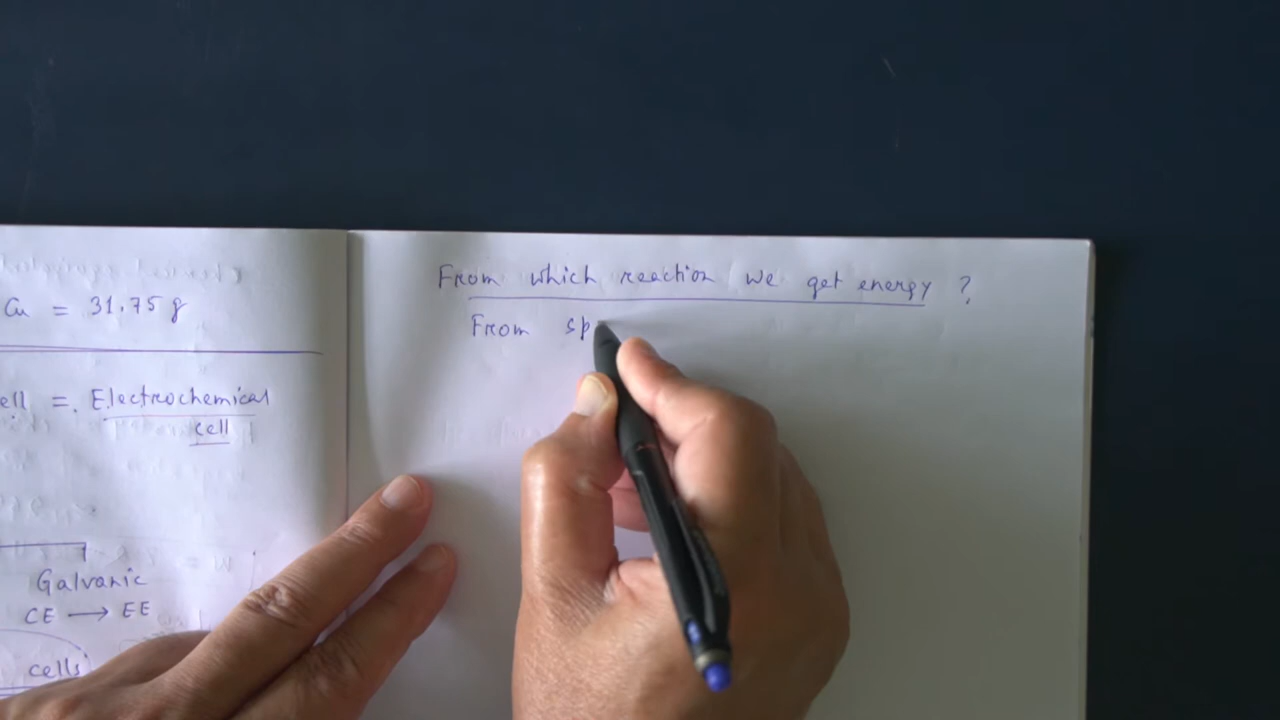 Cu = 31.75 g
ell = Electrochemical
cell
Galvanic
CE → EE
cells
From which reaction we get energy ?
From sp